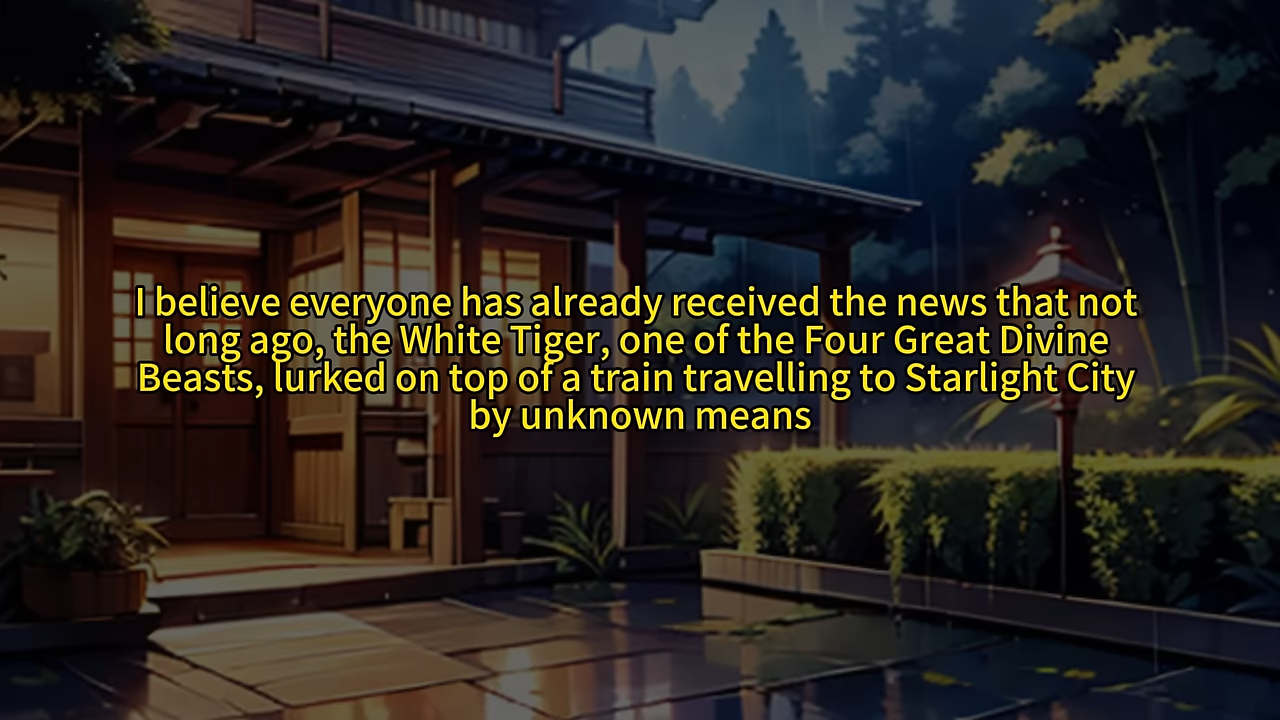 I believe everyone has already received the news that not
long ago, the White Tiger, one of the Four Great Divine
Beasts, lurked on top of a train travelling to Starlight City
by unknown means